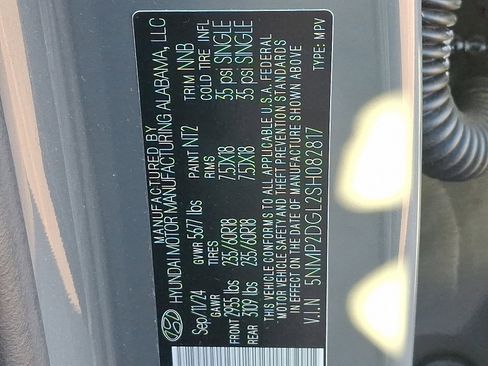 MANUFACTURED BY
HYUNDAI MOTOR MANUFACTURING ALABAMA, LLC
Sep/11/24 PAINT NT2 TRIM NNB
GAWR GVWR 5677 lbs COLD TIRE INFL
TIRES RIMS
FRONT 2955 lbs 235/60R18 7.5JX18 35 psi SINGLE
REAR 3109 lbs 235/60R18 7.5JX18 35 psi SINGLE
THIS VEHICLE CONFORMS TO ALL APPLICABLE U.S.A. FEDERAL
MOTOR VEHICLE SAFETY AND THEFT PREVENTION STANDARDS
IN EFFECT ON THE DATE OF MANUFACTURE SHOWN ABOVE
V.I.N 5NMP2DGL2SH082817 TYPE: MPV